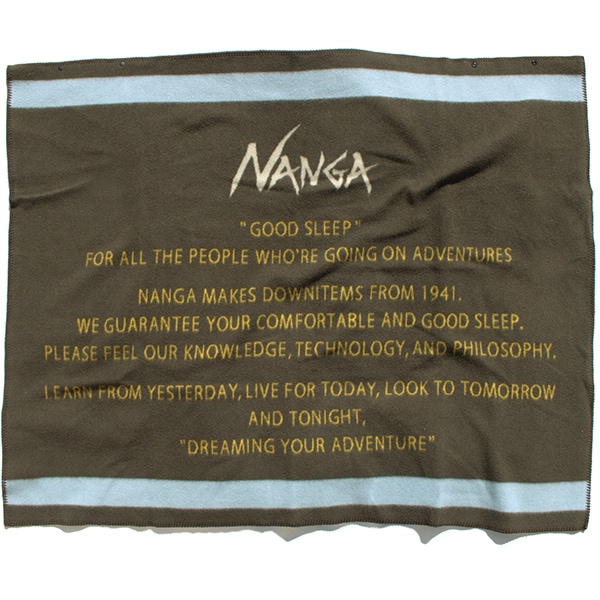 NANGA
"GOOD SLEEP"
FOR ALL THE PEOPLE WHO'RE GOING ON ADVENTURES
NANGA MAKES DOWNITEMS FROM 1941.
WE GUARANTEE YOUR COMFORTABLE AND GOOD SLEEP.
PLEASE FEEL OUR KNOWLEDGE, TECHNOLOGY, AND PHILOSOPHY.
LEARN FROM YESTERDAY, LIVE FOR TODAY, LOOK TO TOMORROW
AND TONIGHT,
"DREAMING YOUR ADVENTURE"